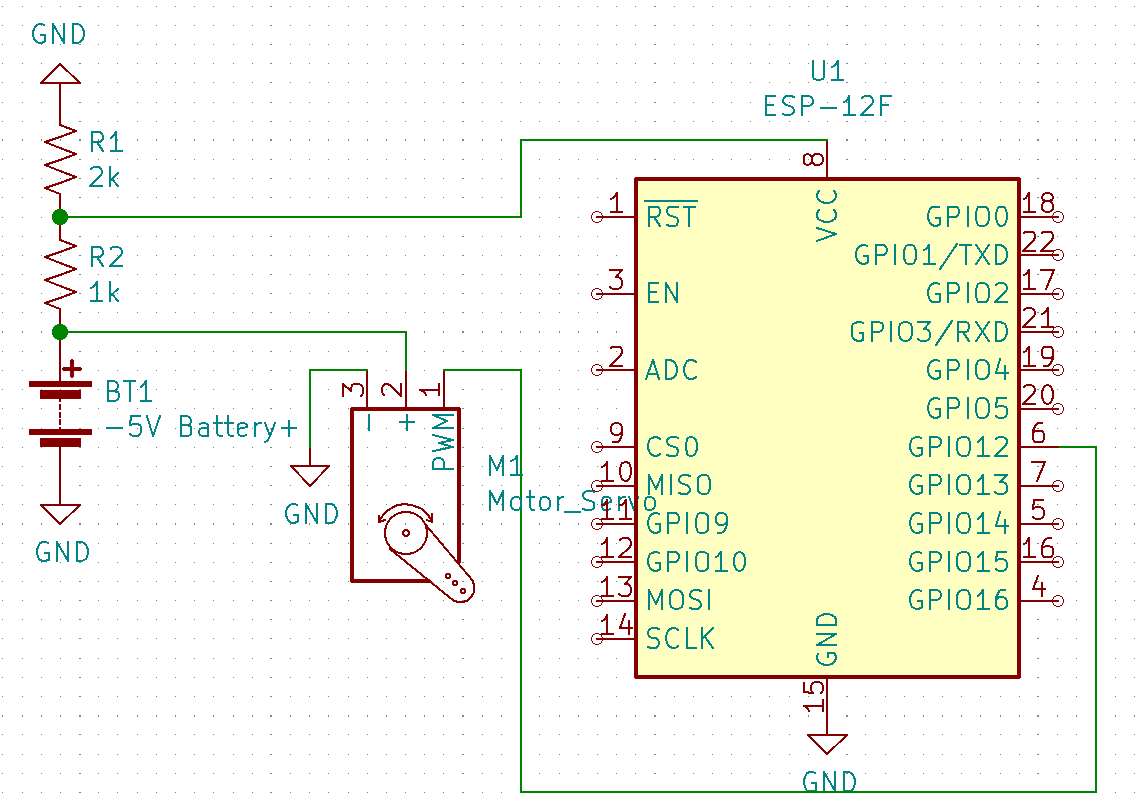 GND
R1
2k
R2
1k
+
BT1
-5V Battery+
GND
GND
3
2
1
-
+
PWM
M1
Motor_Servo
U1
ESP-12F
8
VCC
1
RST
3
EN
2
ADC
9
CS0
10
MISO
11
GPIO9
12
GPIO10
13
MOSI
14
SCLK
GPIO0
18
GPIO1/TXD
22
GPIO2
17
GPIO3/RXD
21
GPIO4
19
GPIO5
20
GPIO12
6
GPIO13
7
GPIO14
5
GPIO15
16
GPIO16
4
GND
15
GND